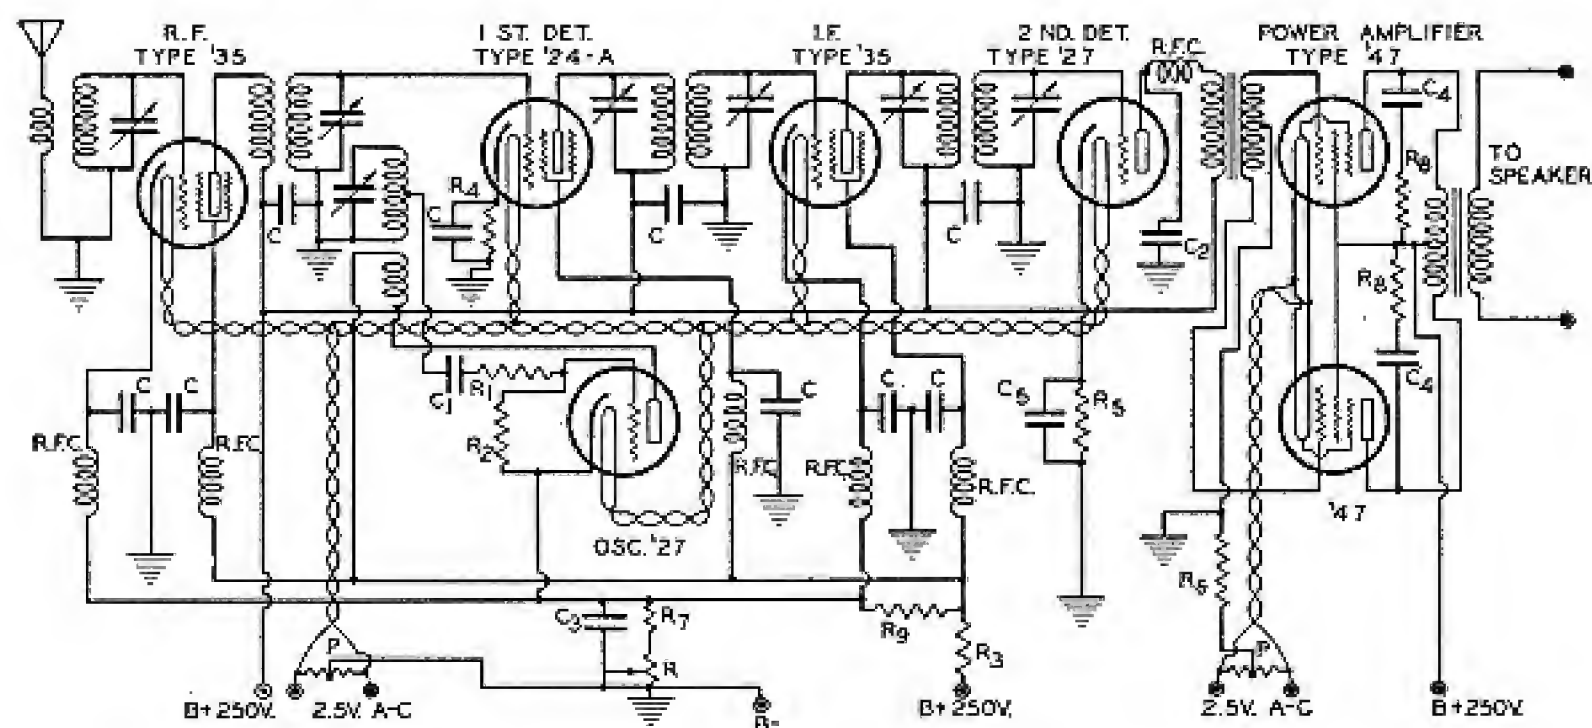 R.F. TYPE '35
1 ST. DET. TYPE '24-A
I.F. TYPE '35
2 ND. DET. TYPE '27
R.F.C.
POWER AMPLIFIER TYPE '47
C4
R8
TO SPEAKER
R4
C
C
C
C
C2
R8
C4
C
C
R.F.C.
R.F.C.
C1
R1
R2
OSC. '27
C
R.F.C.
C
C
R.F.C.
R.F.C.
C5
R5
'47
R6
C3
R7
R
R9
R3
P
P
B+250V.
2.5V. A-C
B-
B+250V.
2.5V. A-C
B+250V.